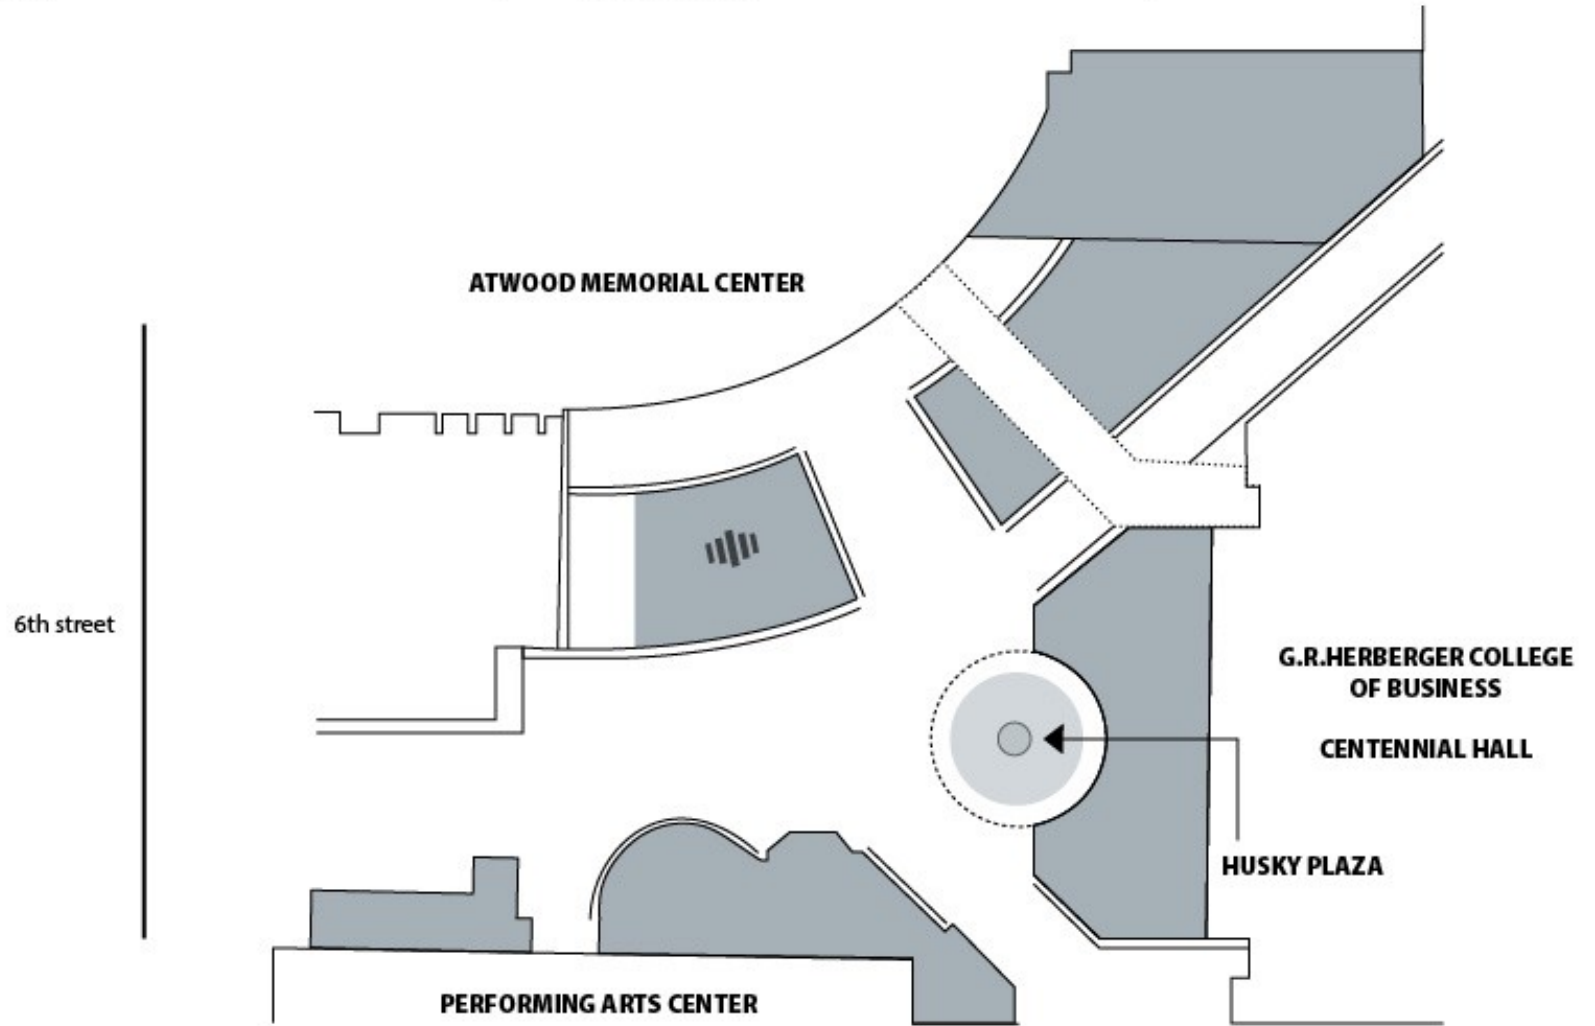 ATWOOD MEMORIAL CENTER
6th street
G.R.HERBERGER COLLEGE
OF BUSINESS
CENTENNIAL HALL
HUSKY PLAZA
PERFORMING ARTS CENTER